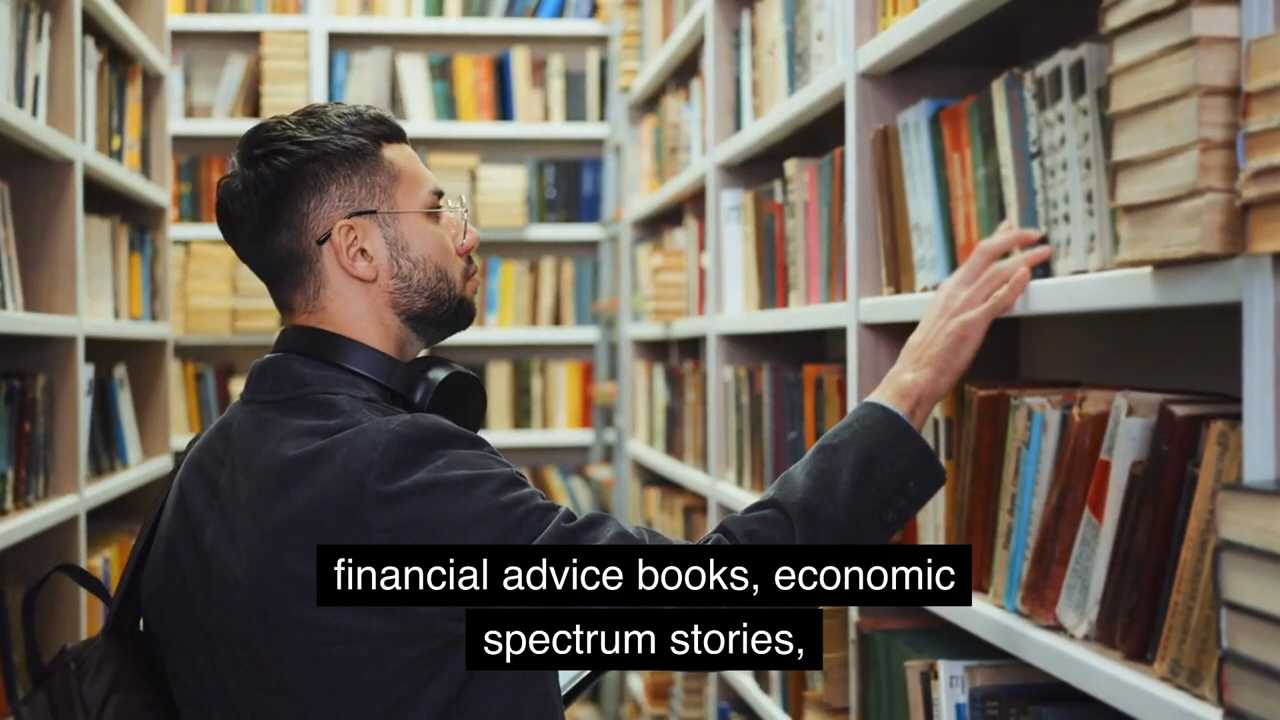 financial advice books, economic
spectrum stories,